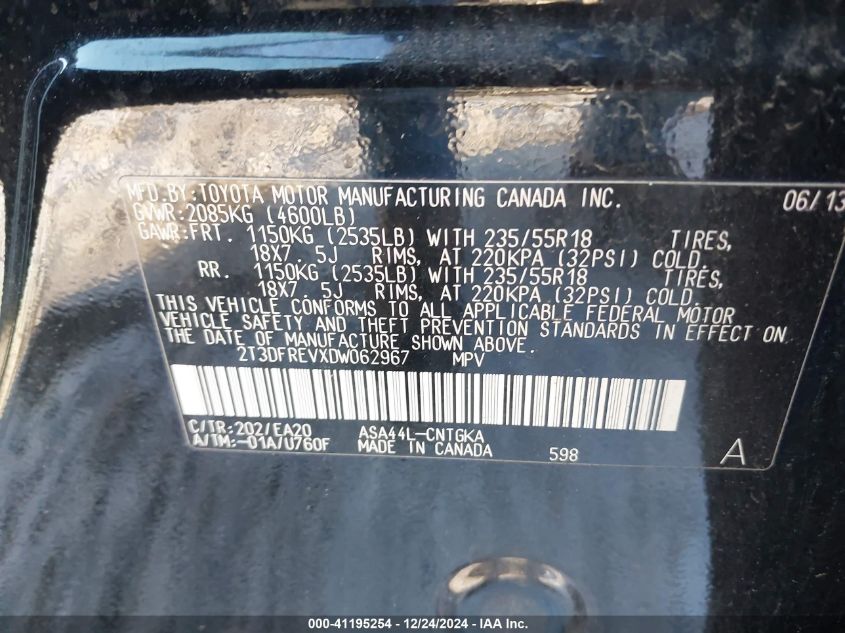 MFD.BY:TOYOTA MOTOR MANUFACTURING CANADA INC. 06/13
GVWR:2085KG (4600LB)
GAWR:FRT. 1150KG (2535LB) WITH 235/55R18 TIRES,
18X7.5J RIMS, AT 220KPA (32PSI) COLD.
RR. 1150KG (2535LB) WITH 235/55R18 TIRES,
18X7.5J RIMS, AT 220KPA (32PSI) COLD.
THIS VEHICLE CONFORMS TO ALL APPLICABLE FEDERAL MOTOR
VEHICLE SAFETY AND THEFT PREVENTION STANDARDS IN EFFECT ON
THE DATE OF MANUFACTURE SHOWN ABOVE.
2T3DFREVXDW062967 MPV
C/TR:202/EA20 ASA44L-CNTGKA
A/TM:-01A/U760F MADE IN CANADA 598 A
000-41195254 - 12/24/2024 - IAA Inc.